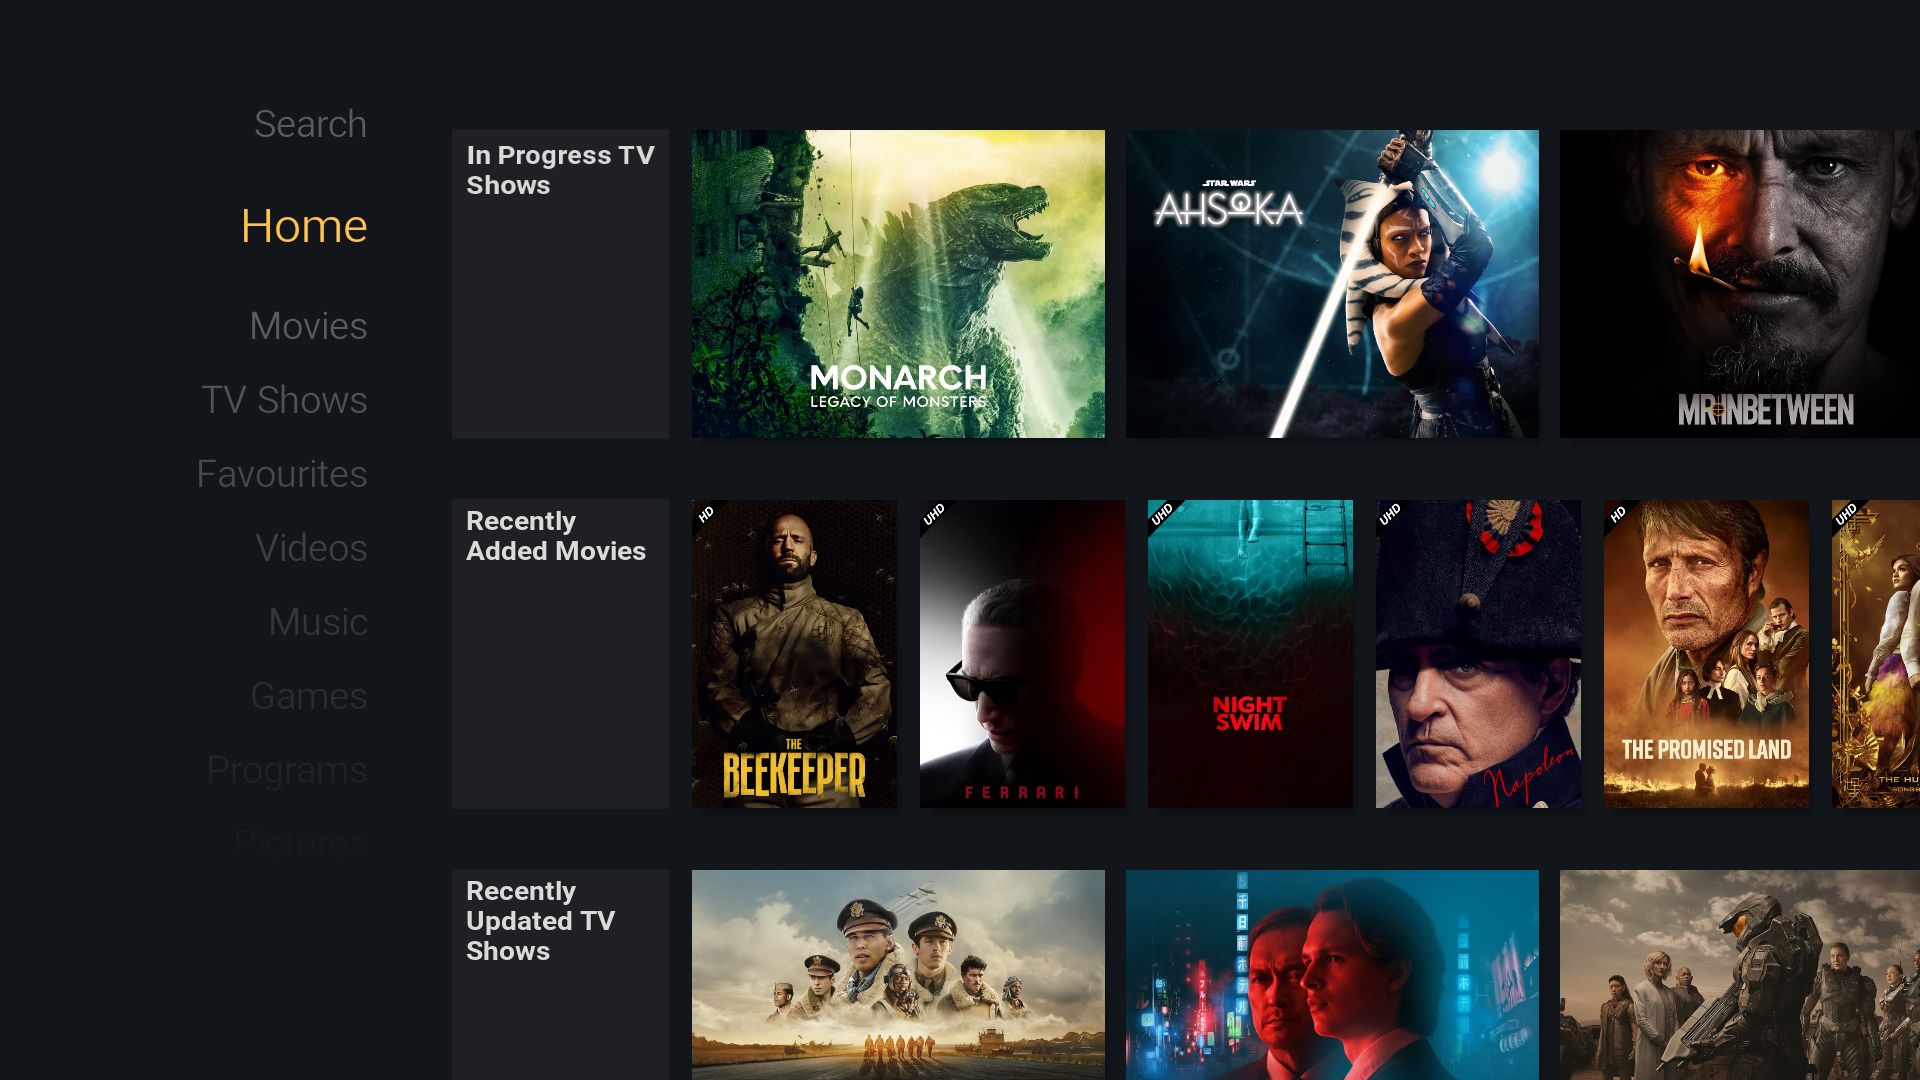 Search
Home
Movies
TV Shows
Favourites
Videos
Music
Games
Programs
Pictures
In Progress TV
Shows
MONARCH
LEGACY OF MONSTERS
STAR WARS
AHSOKA
MR INBETWEEN
Recently
Added Movies
HD
THE
BEEKEEPER
UHD
FERRARI
UHD
NIGHT
SWIM
UHD
Napoleon
HD
THE PROMISED LAND
UHD
THE HU
SONGB
Recently
Updated TV
Shows